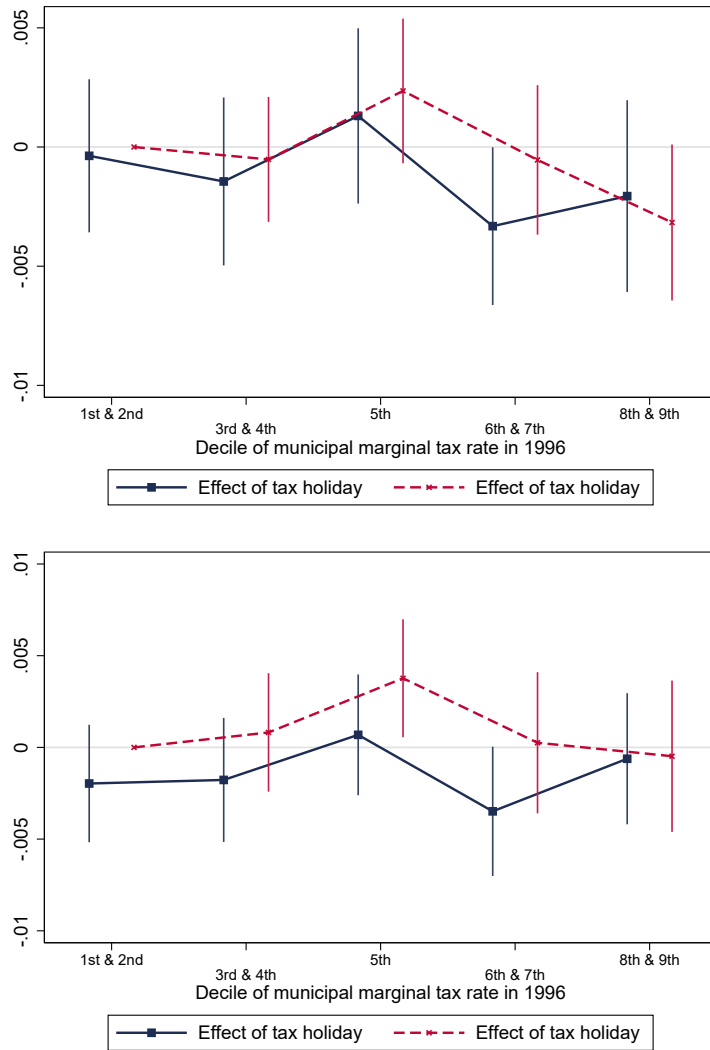 .005
0
-.005
-.01
1st & 2nd
3rd & 4th
5th
6th & 7th
8th & 9th
Decile of municipal marginal tax rate in 1996
Effect of tax holiday
Effect of tax holiday
.01
.005
0
-.005
-.01
1st & 2nd
3rd & 4th
5th
6th & 7th
8th & 9th
Decile of municipal marginal tax rate in 1996
Effect of tax holiday
Effect of tax holiday